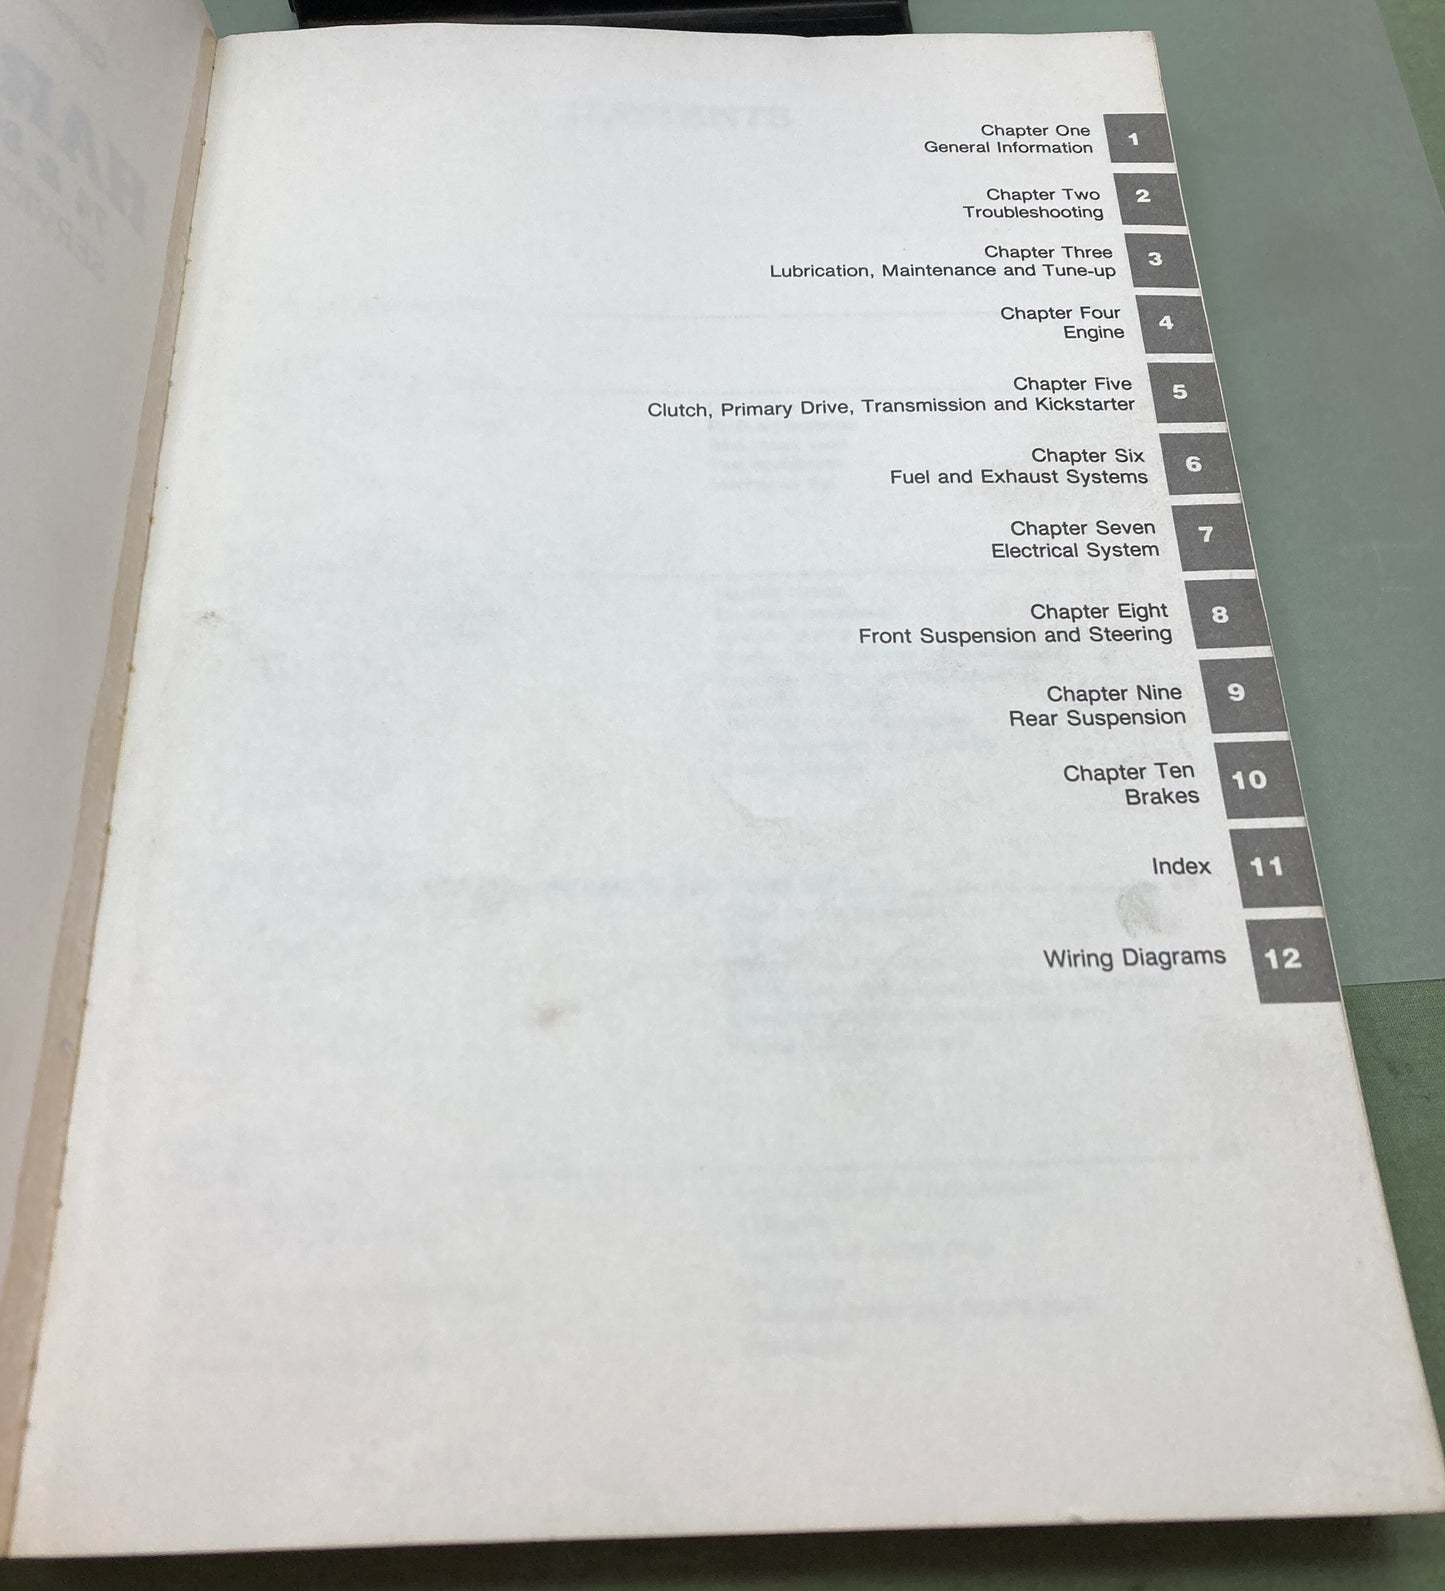 Chapter One
General Information
1
Chapter Two
Troubleshooting
2
Chapter Three
Lubrication, Maintenance and Tune-up
3
Chapter Four
Engine
4
Chapter Five
Clutch, Primary Drive, Transmission and Kickstarter
5
Chapter Six
Fuel and Exhaust Systems
6
Chapter Seven
Electrical System
7
Chapter Eight
Front Suspension and Steering
8
Chapter Nine
Rear Suspension
9
Chapter Ten
Brakes
10
Index
11
Wiring Diagrams
12